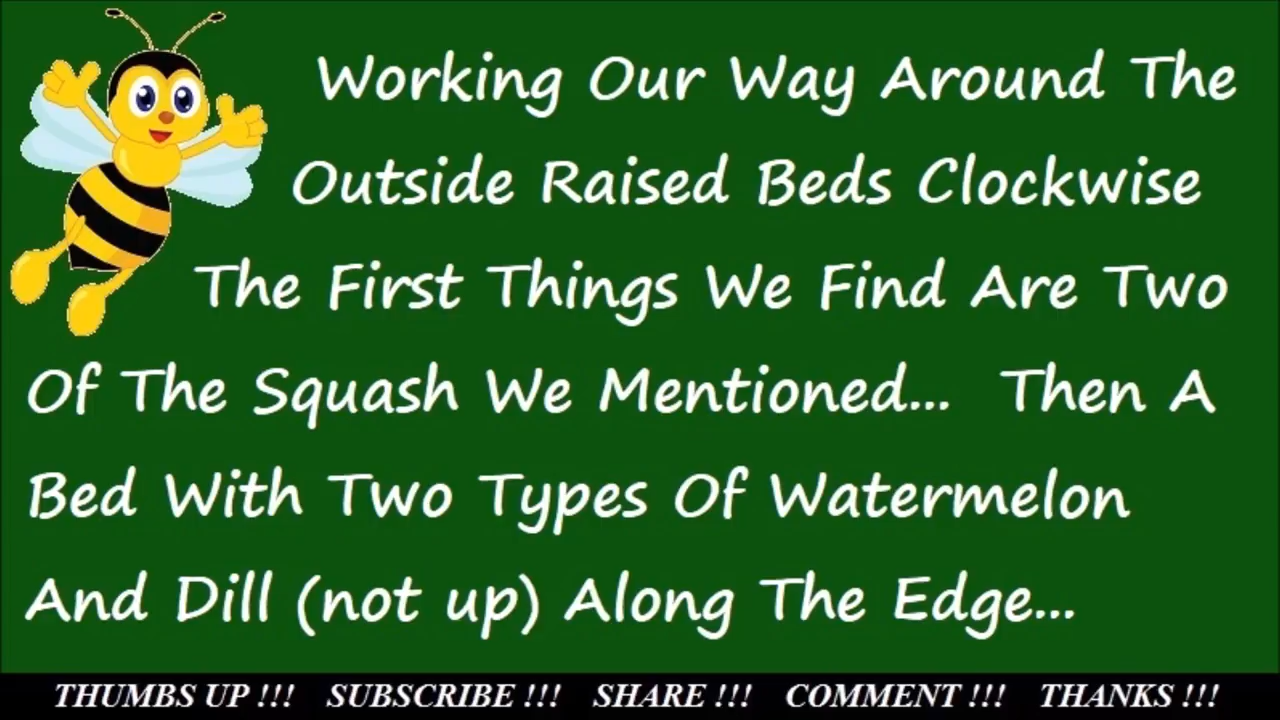 Working Our Way Around The
Outside Raised Beds Clockwise
The First Things We Find Are Two
Of The Squash We Mentioned... Then A
Bed With Two Types Of Watermelon
And Dill (not up) Along The Edge...
THUMBS UP !!! SUBSCRIBE !!! SHARE !!! COMMENT !!! THANKS !!!